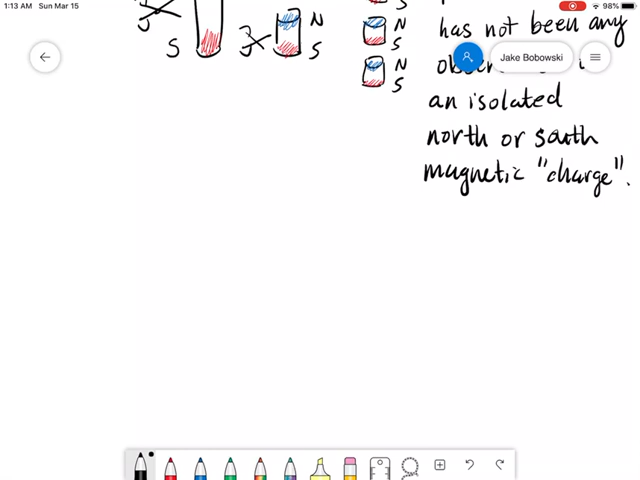 1:13 AM Sun Mar 15
98%
S
N
S
S
N
S
N
S
has not been any
Jake Bobowski
an isolated
north or south
magnetic "charge".